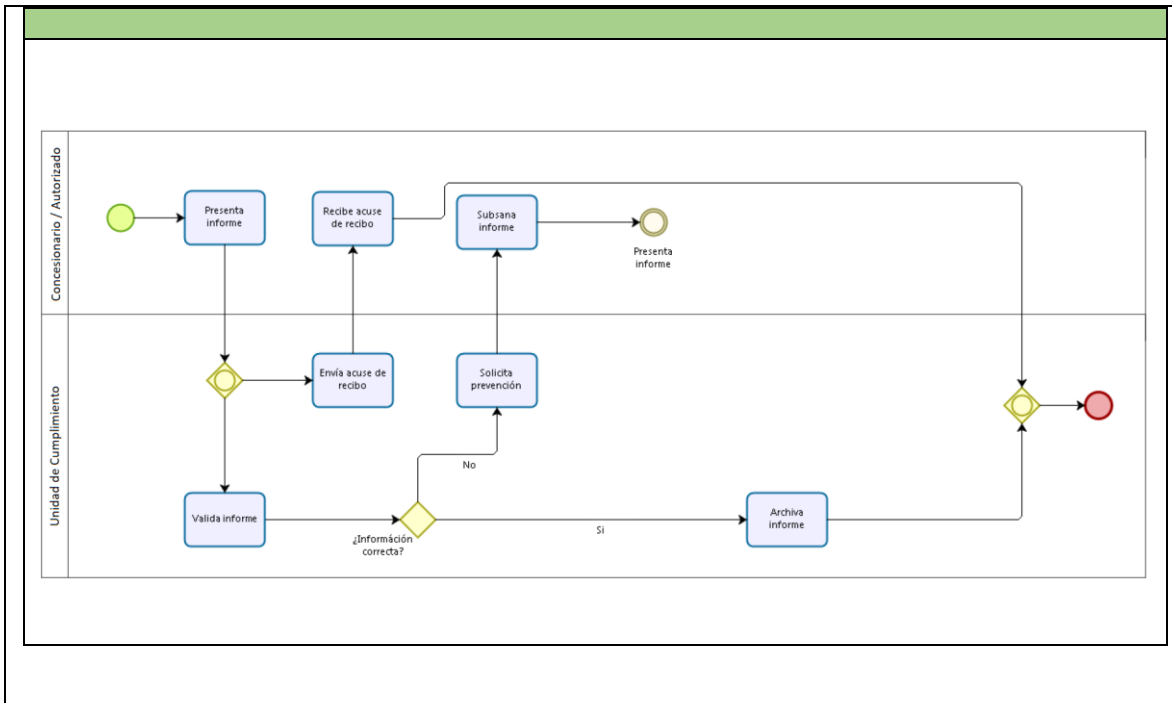 Concesionario / Autorizado
Presenta
informe
Recibe acuse
de recibo
Subsana
informe
Presenta
informe
Unidad de Cumplimiento
Envía acuse de
recibo
Solicita
prevención
No
Valida informe
¿Információn
correcta?
Si
Archiva
informe